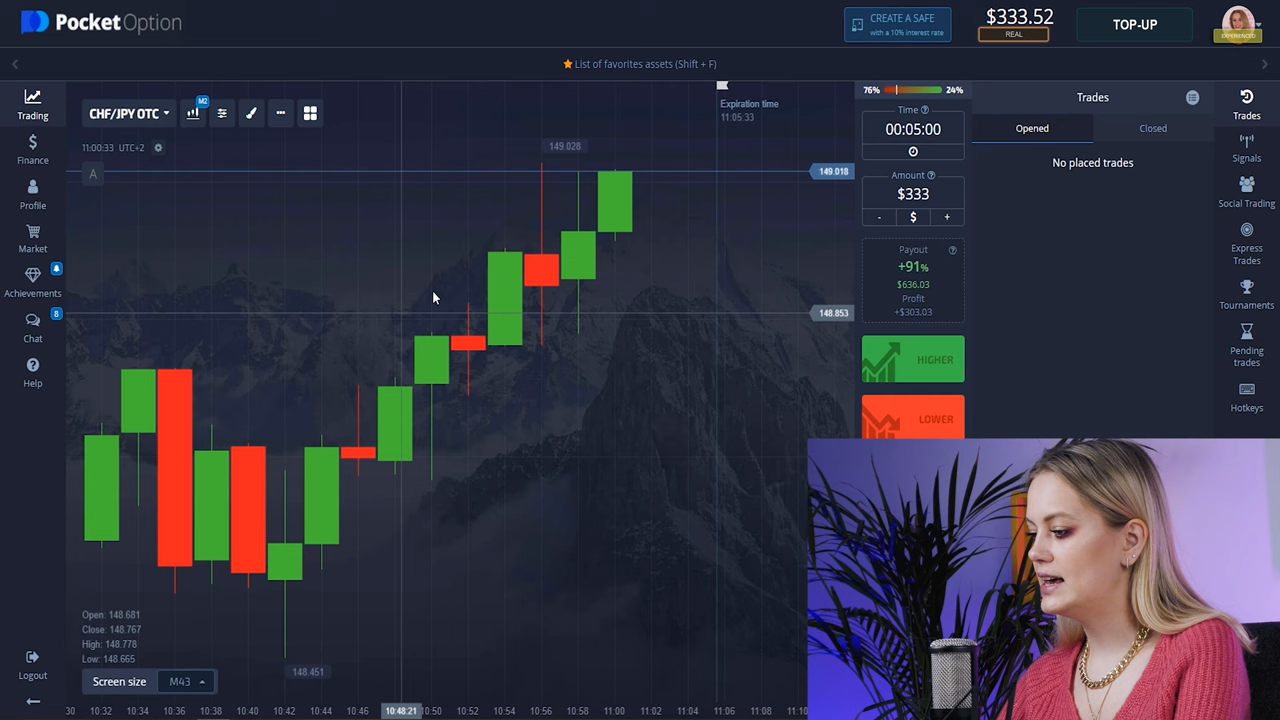 PocketOption
CREATE A SAFE
with a 10% interest rate
$333.52
REAL
TOP-UP
EXPERIENCED
List of favorites assets (Shift + F)
Trading
Finance
Profile
Market
Achievements
8
Chat
Help
Logout
CHF/JPY OTC
M2
11:00:33 UTC+2
A
149.028
149.018
148.853
148.451
Expiration time
11:05:33
Open: 148.681
Close: 148.767
High: 148.778
Low: 148.665
Screen size M43
:30 10:32 10:34 10:36 10:38 10:40 10:42 10:44 10:46 10:48:21 10:50 10:52 10:54 10:56 10:58 11:00 11:02 11:04 11:06 11:08 11:10
76% 24%
Time
00:05:00
Amount
$333
- $ +
Payout
+91%
$636.03
Profit
+$303.03
HIGHER
LOWER
Trades
Opened Closed
No placed trades
Trades
Signals
Social Trading
Express
Trades
Tournaments
Pending
trades
Hotkeys